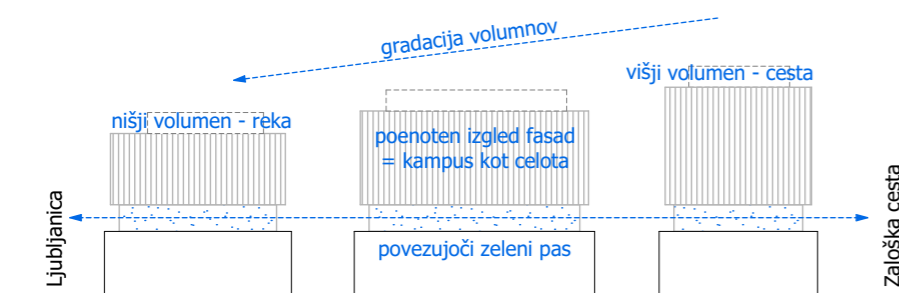 gradacija volumnov
višji volumen - cesta
nišji volumen - reka
poenoten izgled fasad
= kampus kot celota
Ljubljanica
Zaloška cesta
povezujoči zeleni pas